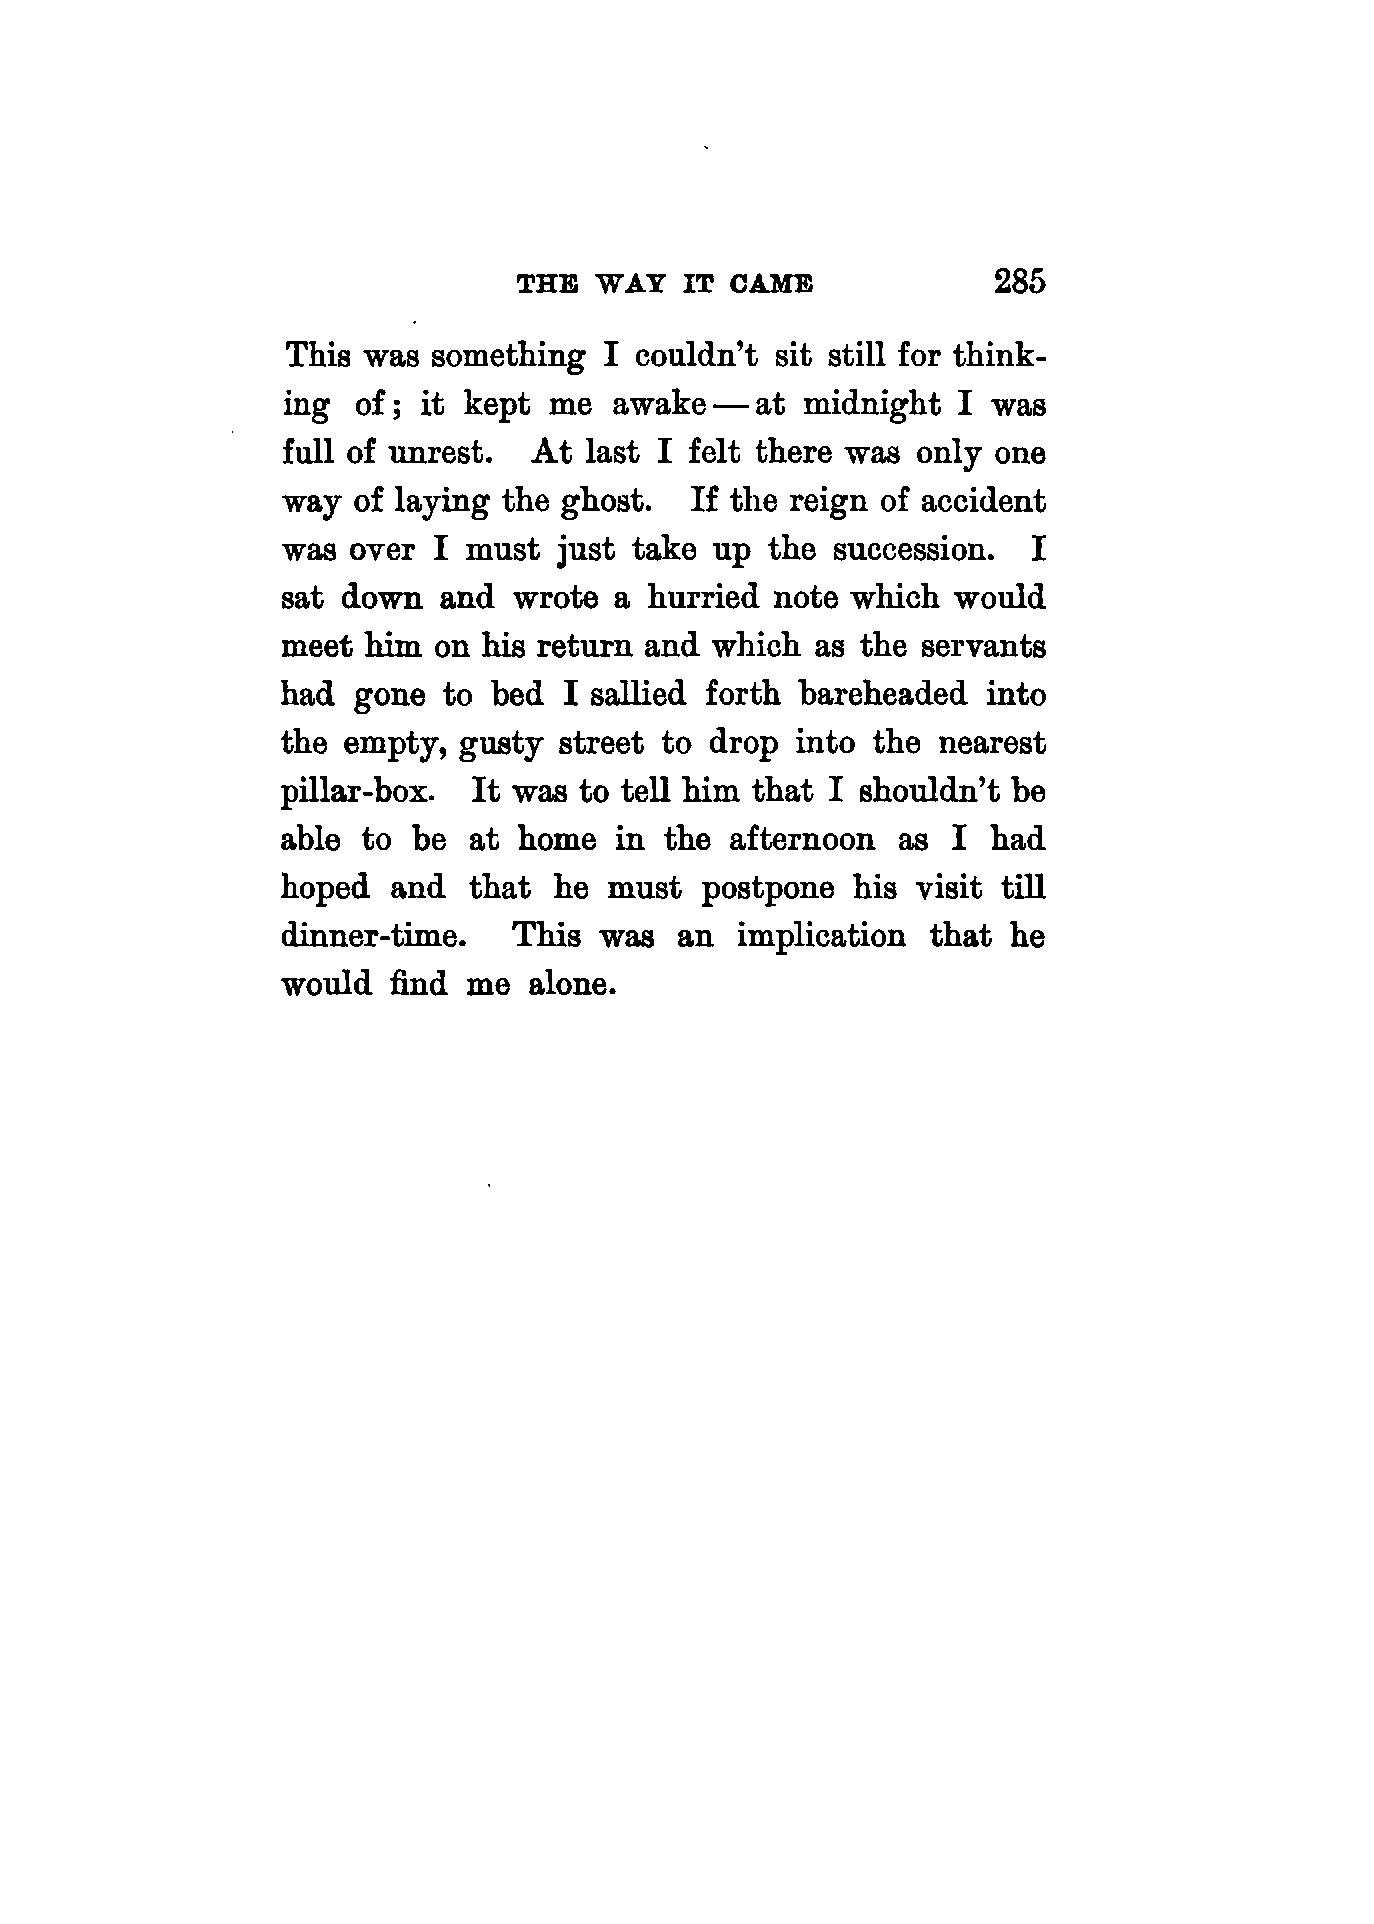 THE WAY IT CAME 285
This was something I couldn't sit still for think-
ing of; it kept me awake—at midnight I was
full of unrest. At last I felt there was only one
way of laying the ghost. If the reign of accident
was over I must just take up the succession. I
sat down and wrote a hurried note which would
meet him on his return and which as the servants
had gone to bed I sallied forth bareheaded into
the empty, gusty street to drop into the nearest
pillar-box. It was to tell him that I shouldn't be
able to be at home in the afternoon as I had
hoped and that he must postpone his visit till
dinner-time. This was an implication that he
would find me alone.